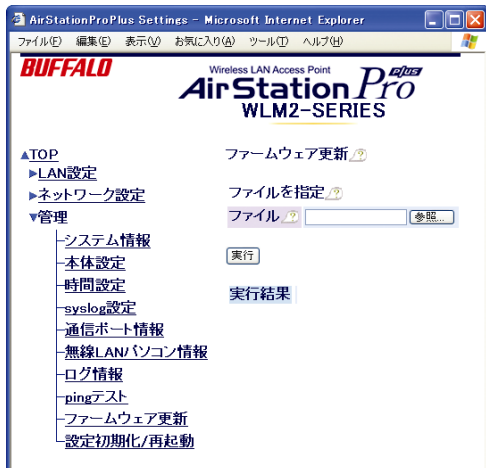 AirStationProPlus Settings - Microsoft Internet Explorer
ファイル(F) 編集(E) 表示(V) お気に入り(A) ツール(T) ヘルプ(H)
BUFFALO
Wireless LAN Access Point
AirStation Pro plus
WLM2-SERIES
▲TOP
▶LAN設定
▶ネットワーク設定
▼管理
システム情報
本体設定
時間設定
syslog設定
通信ポート情報
無線LANパソコン情報
ログ情報
pingテスト
ファームウェア更新
設定初期化/再起動
ファームウェア更新 ?
ファイルを指定 ?
ファイル ? 参照...
実行
実行結果